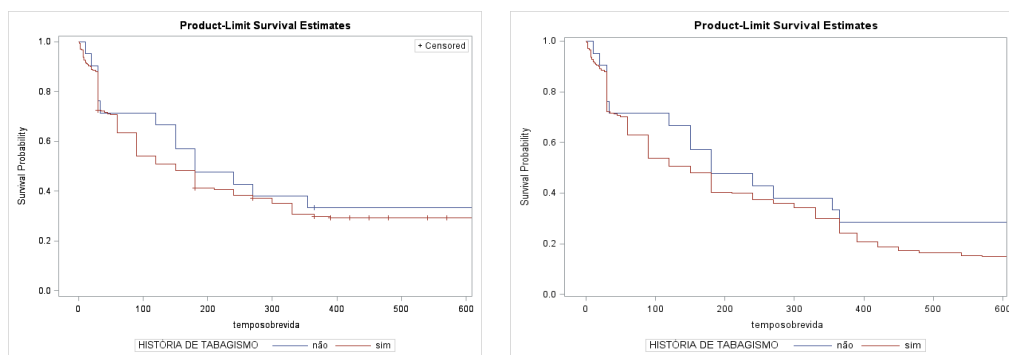 Product-Limit Survival Estimates
+ Censored
Survival Probability
1.0
0.8
0.6
0.4
0.2
0.0
0 100 200 300 400 500 600
temposobrevida
HISTÓRIA DE TABAGISMO não sim
Product-Limit Survival Estimates
Survival Probability
1.0
0.8
0.6
0.4
0.2
0.0
0 100 200 300 400 500 600
temposobrevida
HISTÓRIA DE TABAGISMO não sim